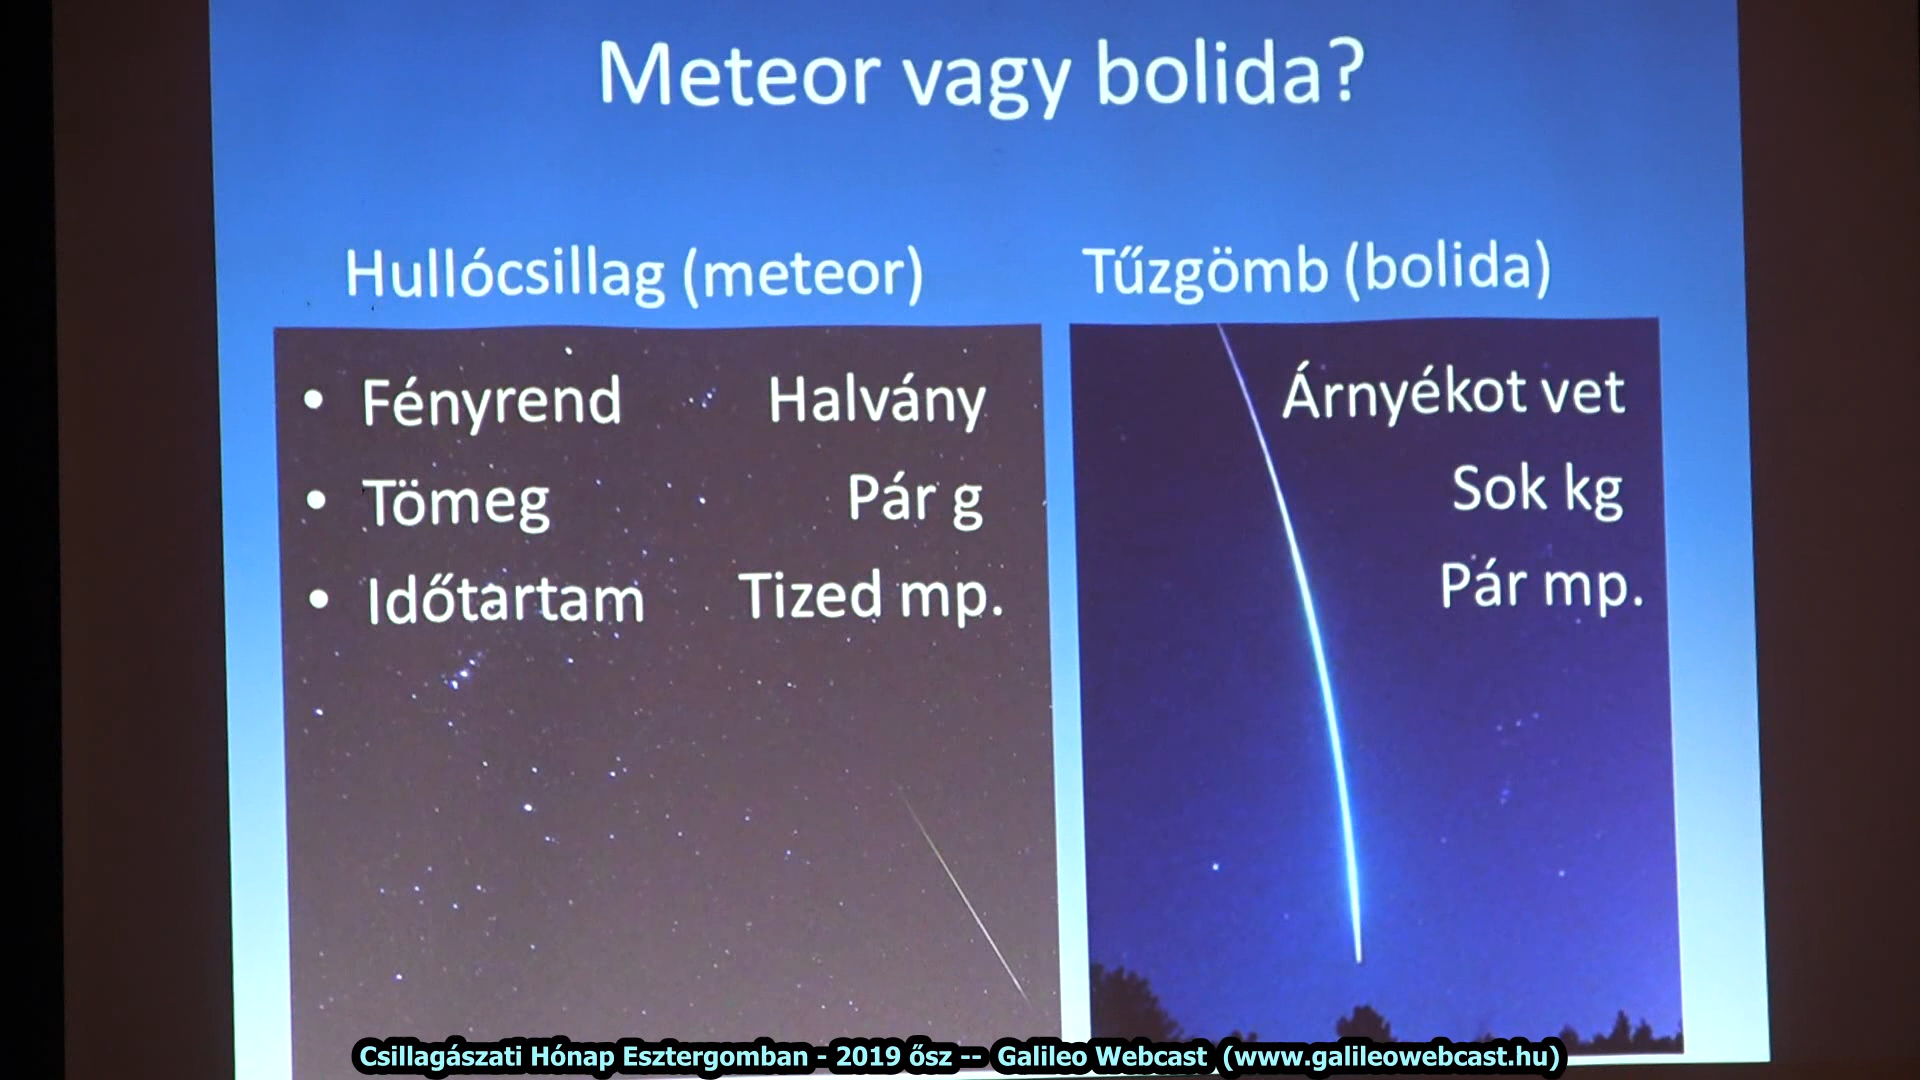 Meteor vagy bolida?
Hullócsillag (meteor)
Tűzgömb (bolida)
• Fényrend Halvány
• Tömeg Pár g
• Időtartam Tized mp.
Árnyékot vet
Sok kg
Pár mp.
Csillagászati Hónap Esztergomban - 2019 ősz -- Galileo Webcast (www.galileowebcast.hu)